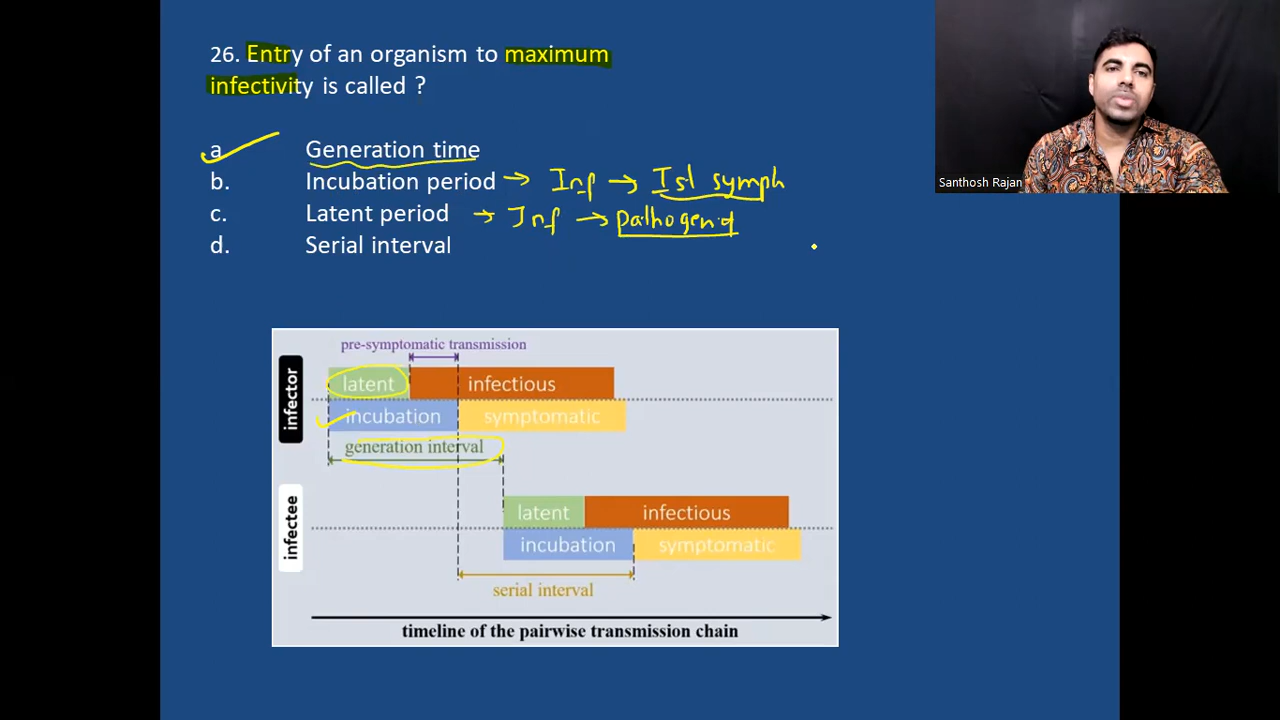 26. Entry of an organism to maximum
infectivity is called ?
a. Generation time
b. Incubation period → Inf → Ist symph
c. Latent period → Inf →
d. Serial interval
Santhosh Rajan
pre-symptomatic transmission
infector
latent infectious
incubation symptomatic
generation interval
infectee
latent infectious
incubation symptomatic
serial interval
timeline of the pairwise transmission chain